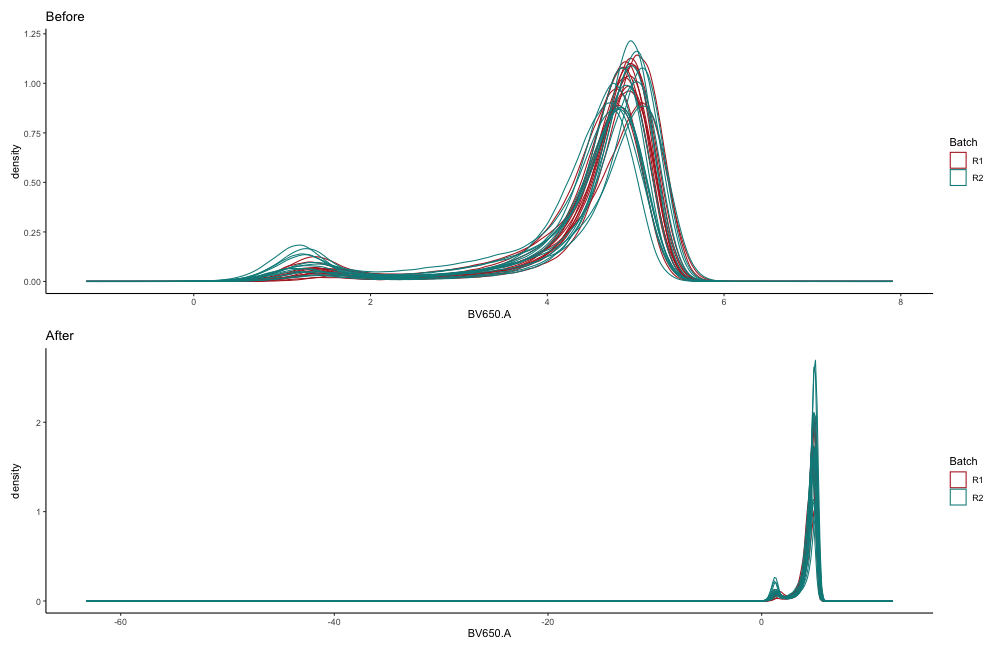 Before
1.25
1.00
0.75
0.50
0.25
0.00
density
0 2 4 6 8
BV650.A
Batch
R1
R2
After
2
1
0
density
-60 -40 -20 0
BV650.A
Batch
R1
R2